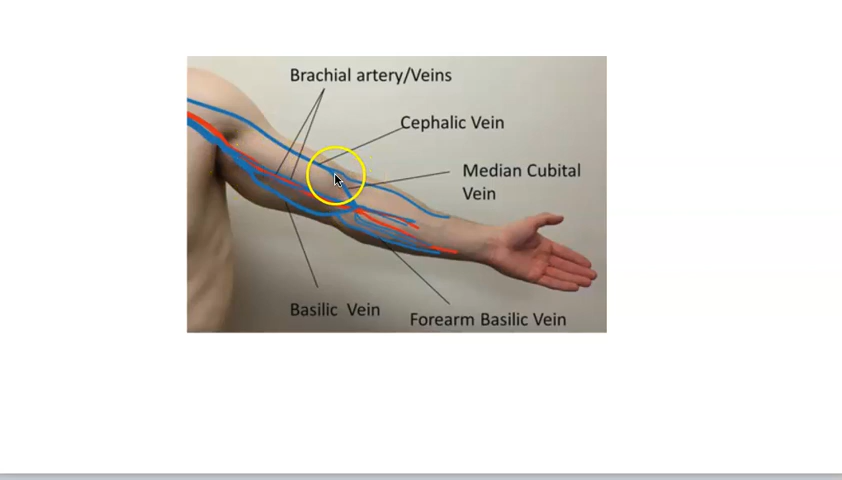 Brachial artery/Veins
Cephalic Vein
Median Cubital
Vein
Basilic  Vein
Forearm Basilic Vein